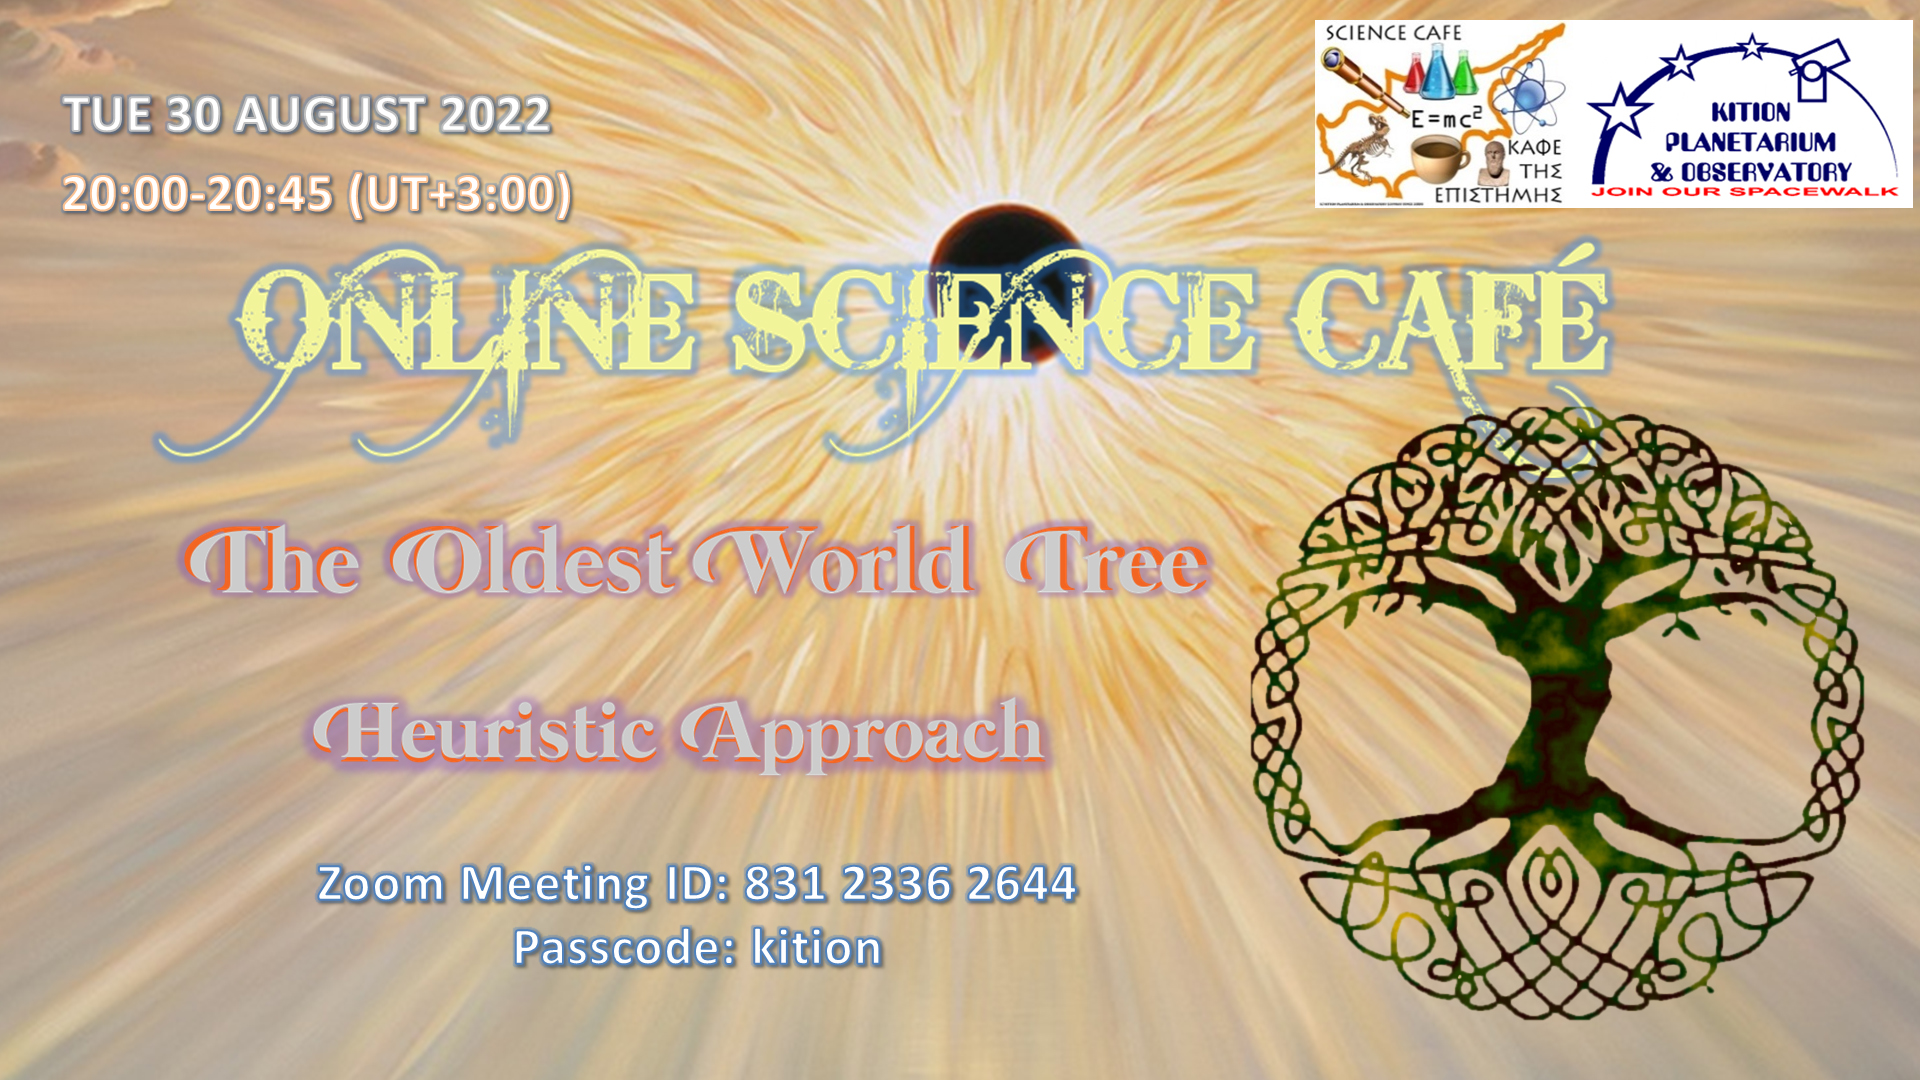 TUE 30 AUGUST 2022
20:00-20:45 (UT+3:00)
SCIENCE CAFE
E=mc²
ΚΑΦΕ
ΤΗΣ
ΕΠΙΣΤΗΜΗΣ
KITION
PLANETARIUM
& OBSERVATORY
JOIN OUR SPACEWALK
ONLINE SCIENCE CAFÉ
The Oldest World Tree
Heuristic Approach
Zoom Meeting ID: 831 2336 2644
Passcode: kition